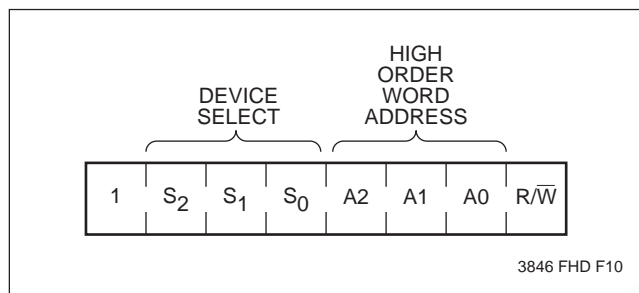 HIGH
ORDER
WORD
ADDRESS
DEVICE
SELECT
1 S2 S1 S0 A2 A1 A0 R/W̅
3846 FHD F10